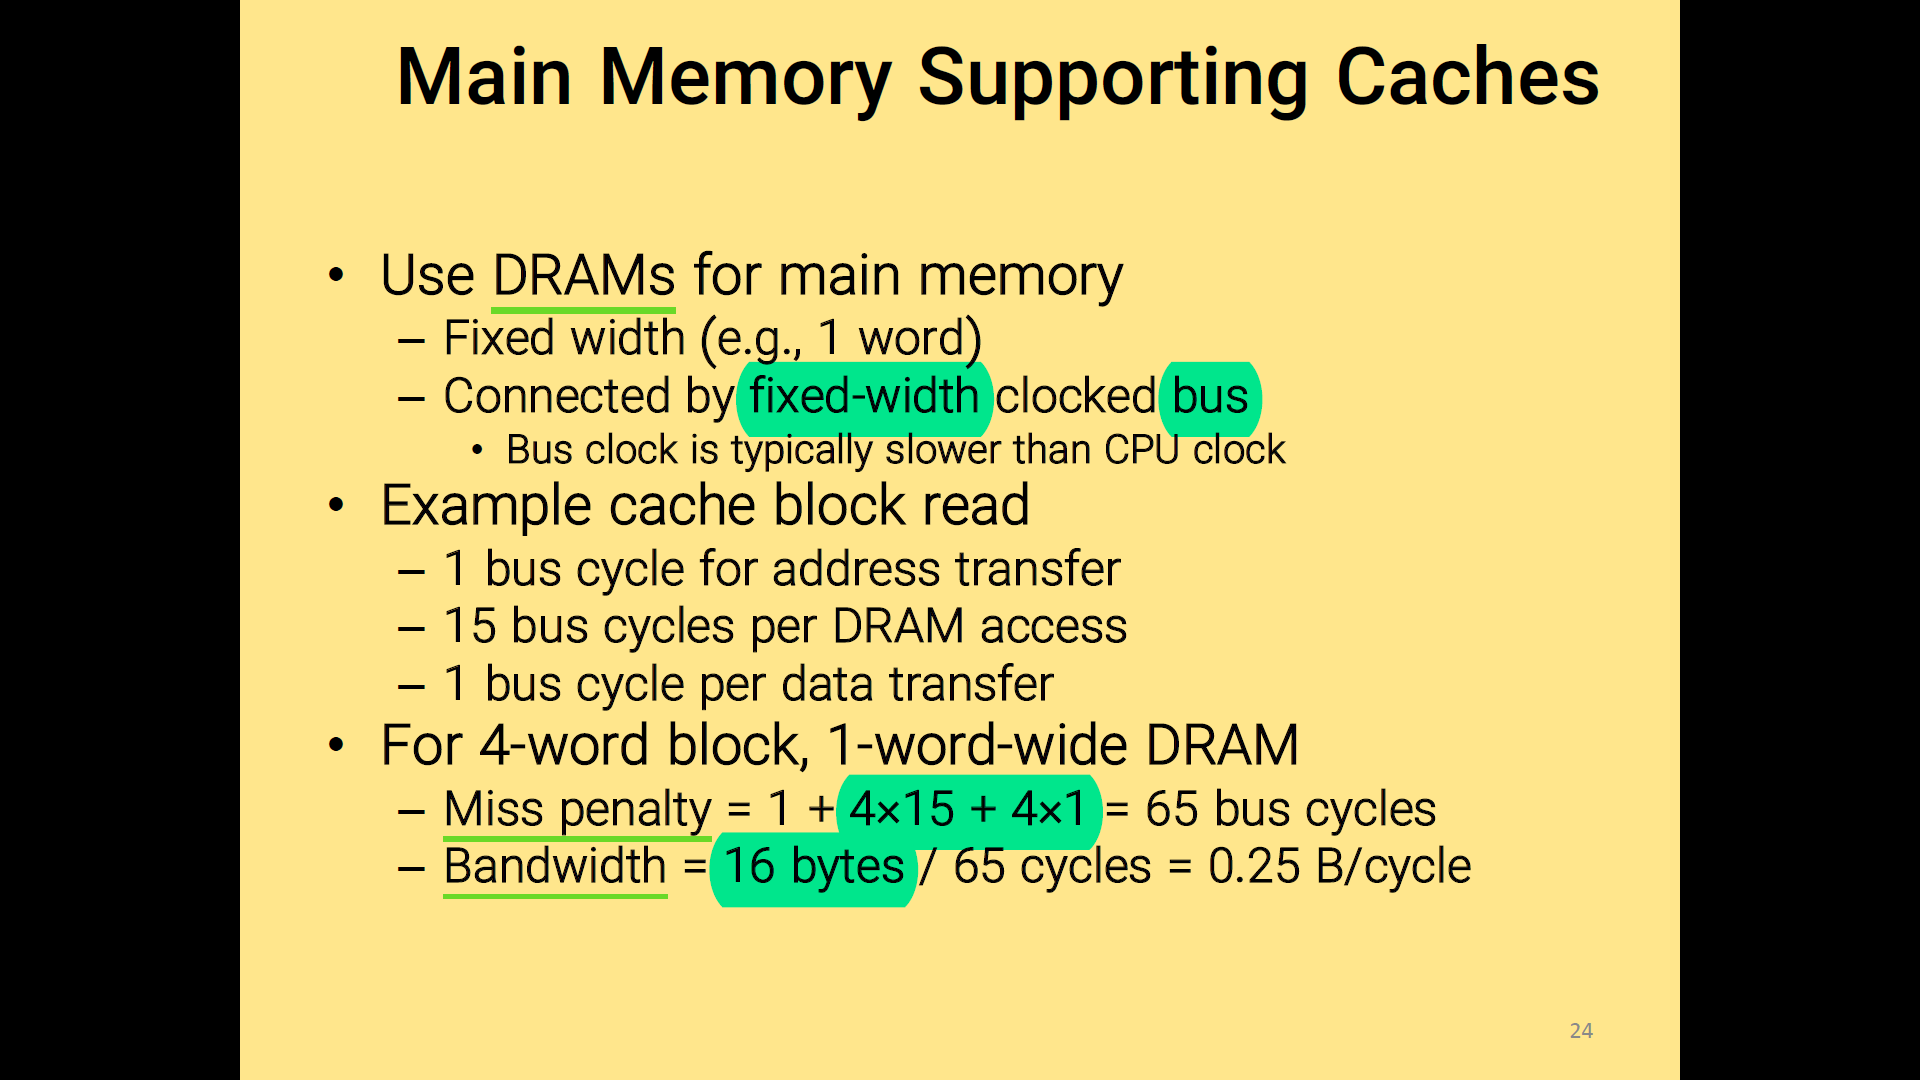 Main Memory Supporting Caches
• Use DRAMs for main memory
– Fixed width (e.g., 1 word)
– Connected by fixed-width clocked bus
• Bus clock is typically slower than CPU clock
• Example cache block read
– 1 bus cycle for address transfer
– 15 bus cycles per DRAM access
– 1 bus cycle per data transfer
• For 4-word block, 1-word-wide DRAM
– Miss penalty = 1 + 4×15 + 4×1 = 65 bus cycles
– Bandwidth = 16 bytes / 65 cycles = 0.25 B/cycle
24